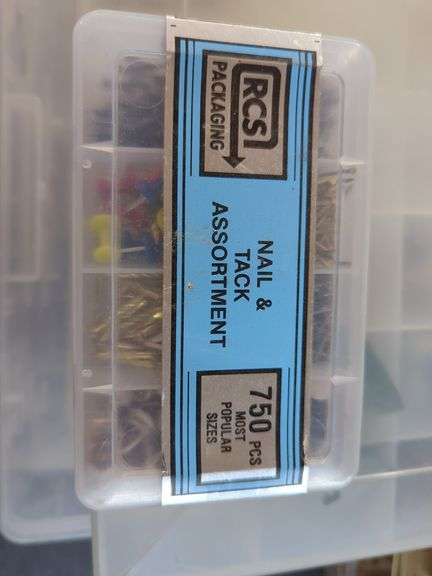 RCS
PACKAGING
NAIL &
TACK
ASSORTMENT
750 PCS
MOST
POPULAR
SIZES